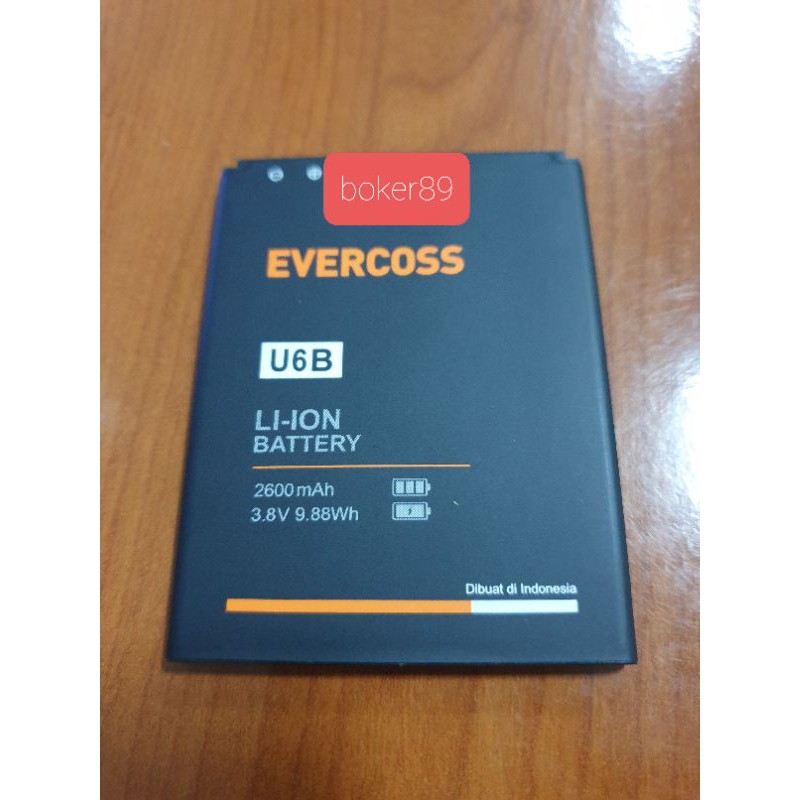 boker89
EVERCOSS
U6B
LI-ION
BATTERY
2600mAh
3.8V 9.88Wh
Dibuat di Indonesia